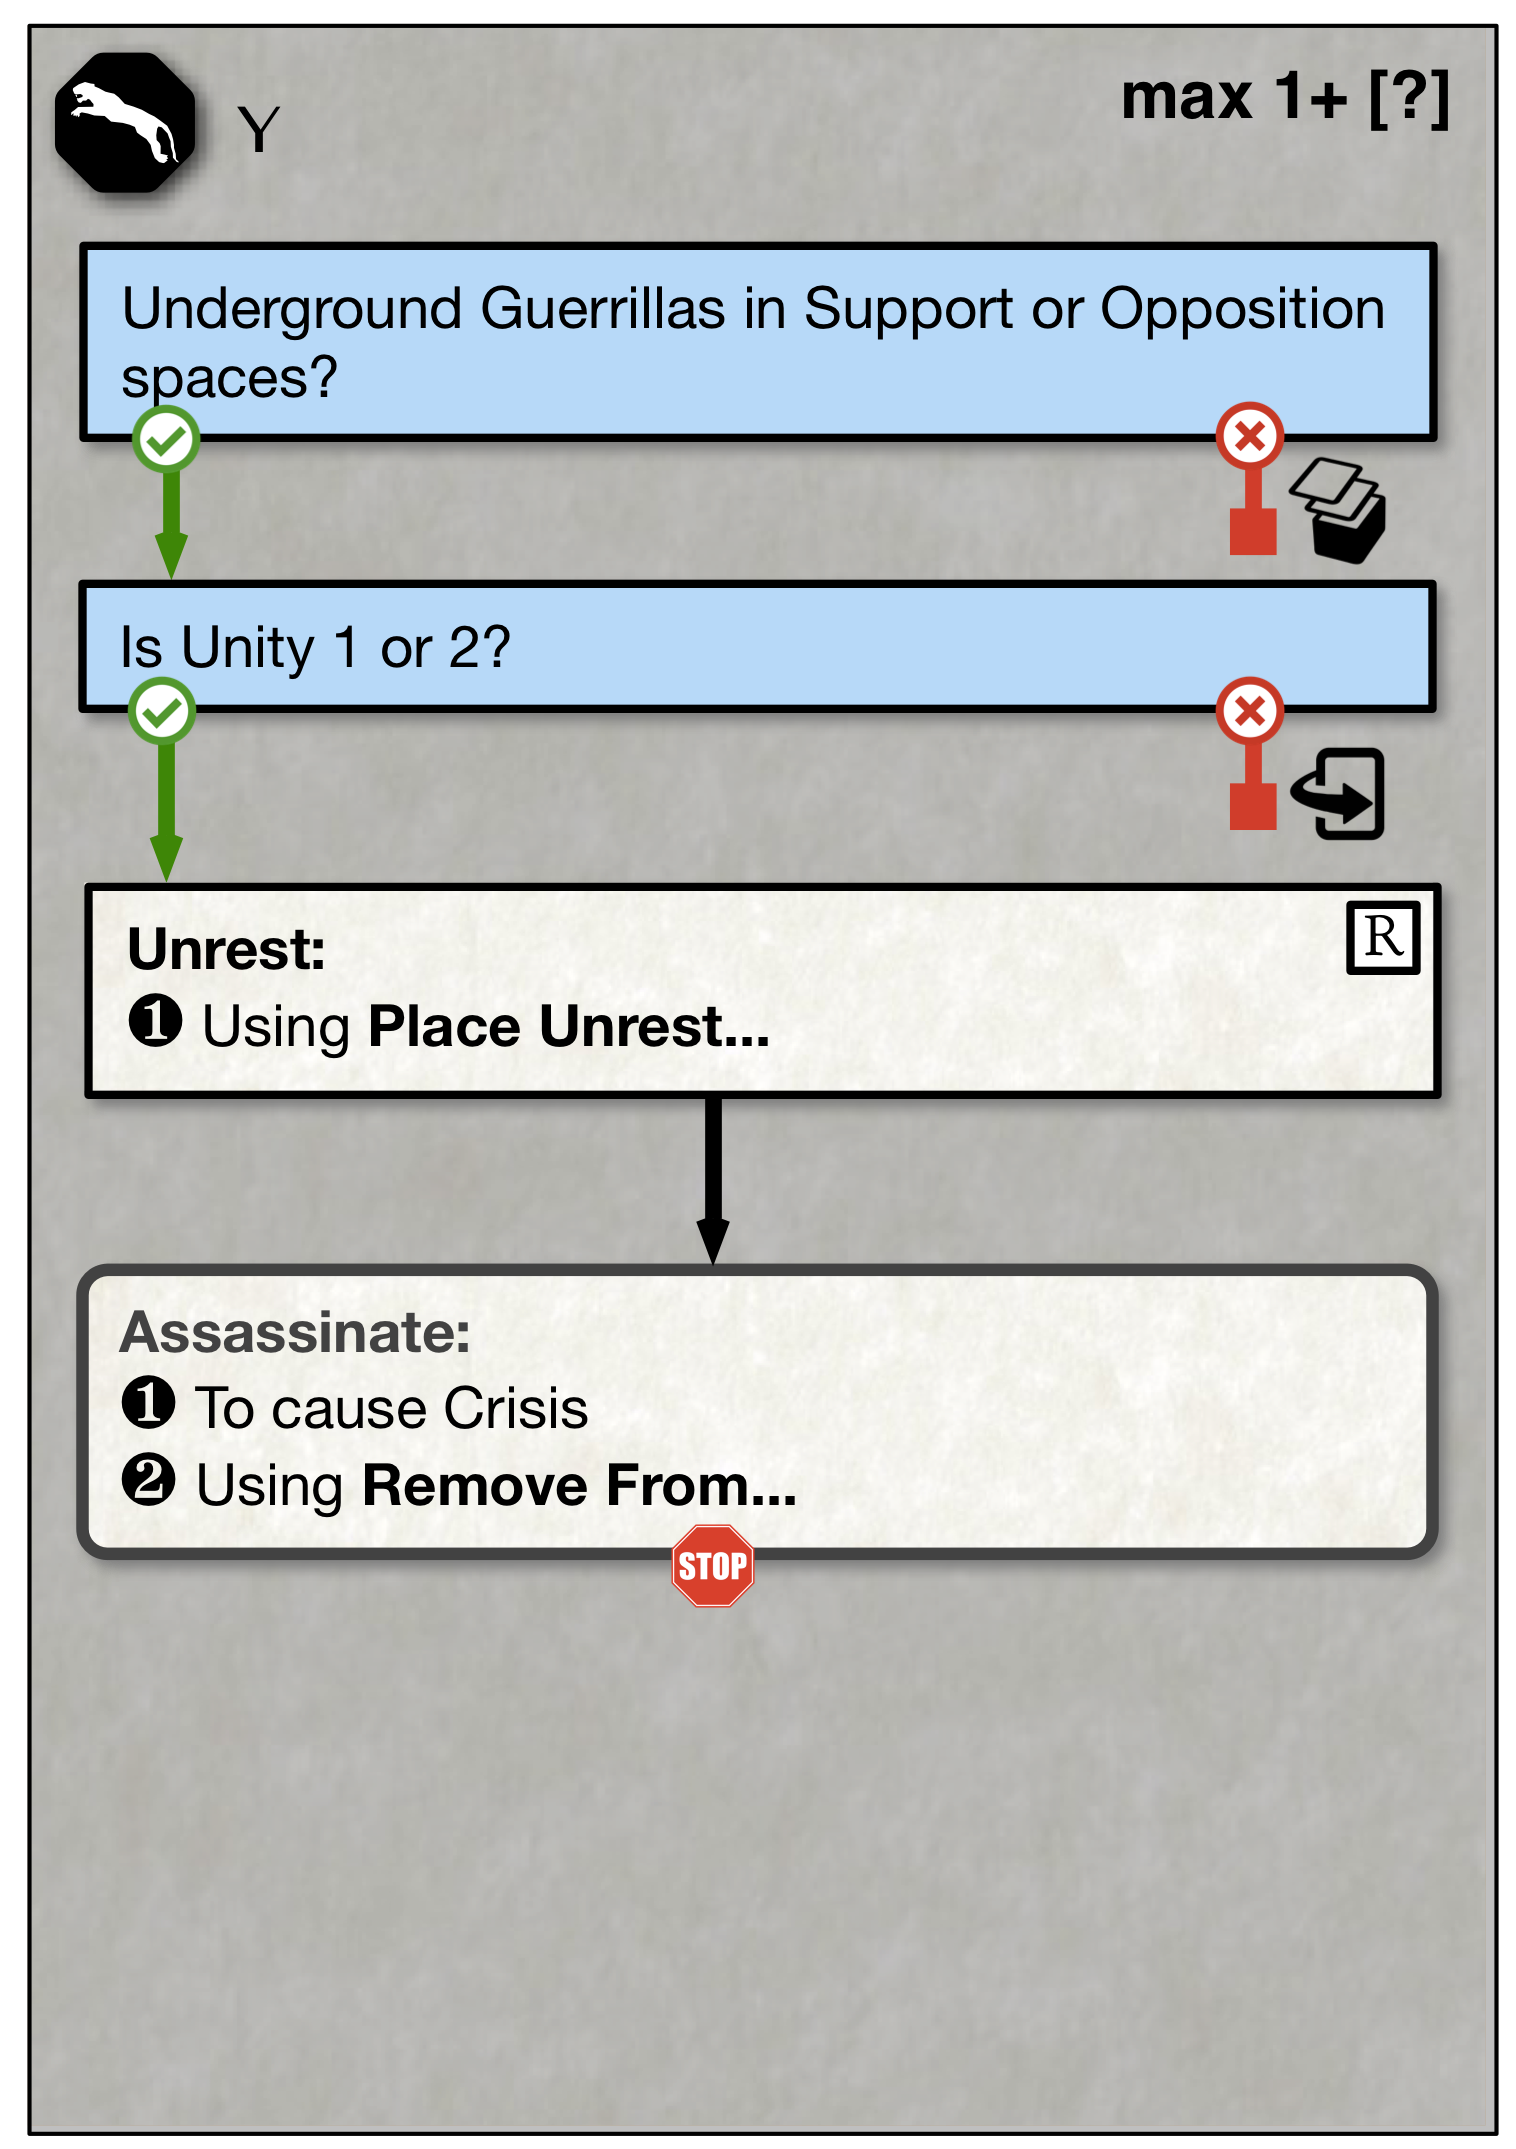 Y
max 1+ [?]
Underground Guerrillas in Support or Opposition
spaces?
Is Unity 1 or 2?
Unrest:
R
❶ Using Place Unrest...
Assassinate:
❶ To cause Crisis
❷ Using Remove From...
STOP